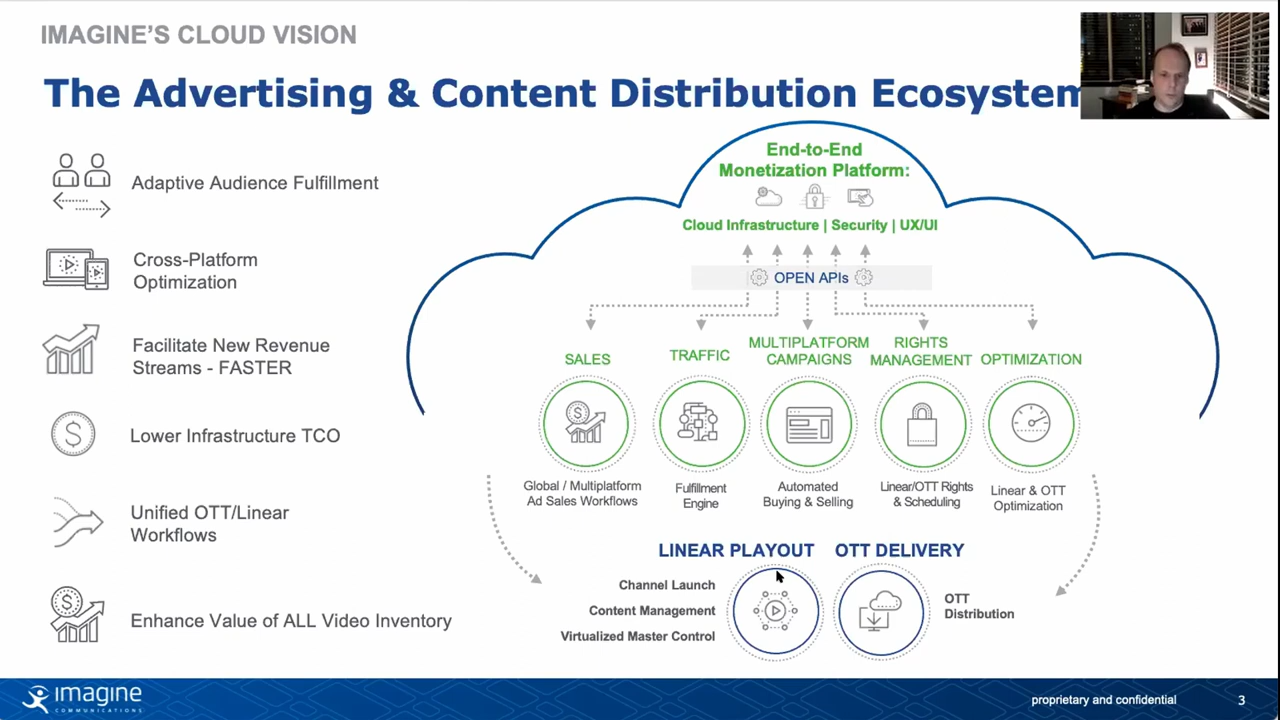 IMAGINE'S CLOUD VISION
The Advertising & Content Distribution Ecosystem
Adaptive Audience Fulfillment
Cross-Platform
Optimization
Facilitate New Revenue
Streams - FASTER
Lower Infrastructure TCO
Unified OTT/Linear
Workflows
Enhance Value of ALL Video Inventory
End-to-End
Monetization Platform:
Cloud Infrastructure | Security | UX/UI
OPEN APIs
SALES
TRAFFIC
MULTIPLATFORM
CAMPAIGNS
RIGHTS
MANAGEMENT
OPTIMIZATION
Global / Multiplatform
Ad Sales Workflows
Fulfillment
Engine
Automated
Buying & Selling
Linear/OTT Rights
& Scheduling
Linear & OTT
Optimization
LINEAR PLAYOUT
OTT DELIVERY
Channel Launch
Content Management
Virtualized Master Control
OTT
Distribution
imagine
COMMUNICATIONS
proprietary and confidential
3